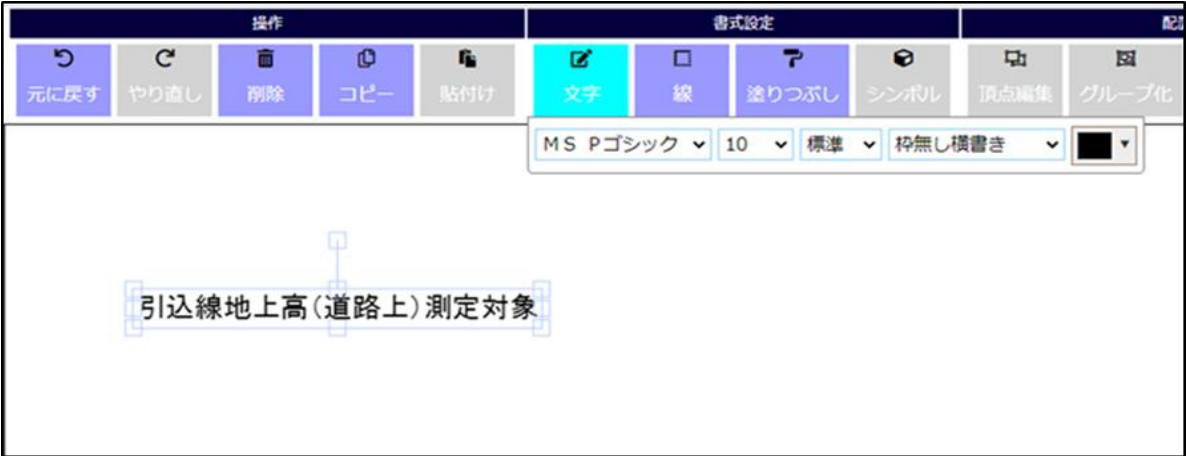 操作 書式設定
元に戻す やり直し 削除 コピー 貼付け 文字 線 塗りつぶし シンボル 頂点編集 グループ化
ＭＳ Ｐゴシック 10 標準 枠無し横書き
引込線地上高(道路上)測定対象